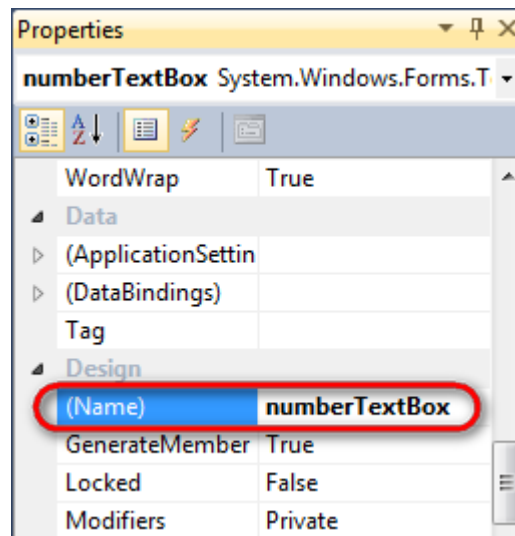 Properties
numberTextBox System.Windows.Forms.T
A
Z
WordWrap True
Data
(ApplicationSettin
(DataBindings)
Tag
Design
(Name) numberTextBox
GenerateMember True
Locked False
Modifiers Private